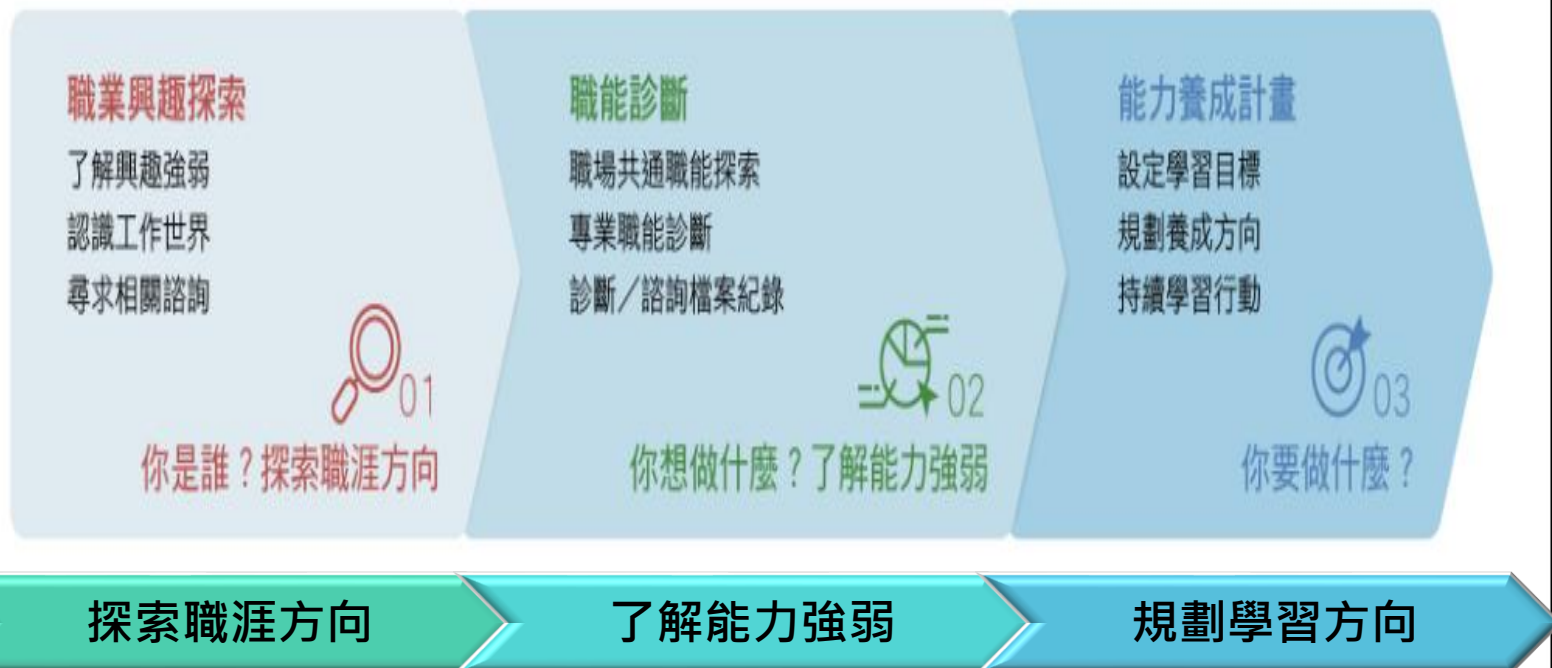 職業興趣探索
了解興趣強弱
認識工作世界
尋求相關諮詢
01
你是誰？探索職涯方向
職能診斷
職場共通職能探索
專業職能診斷
診斷／諮詢檔案紀錄
02
你想做什麼？了解能力強弱
能力養成計畫
設定學習目標
規劃養成方向
持續學習行動
03
你要做什麼？
探索職涯方向
了解能力強弱
規劃學習方向